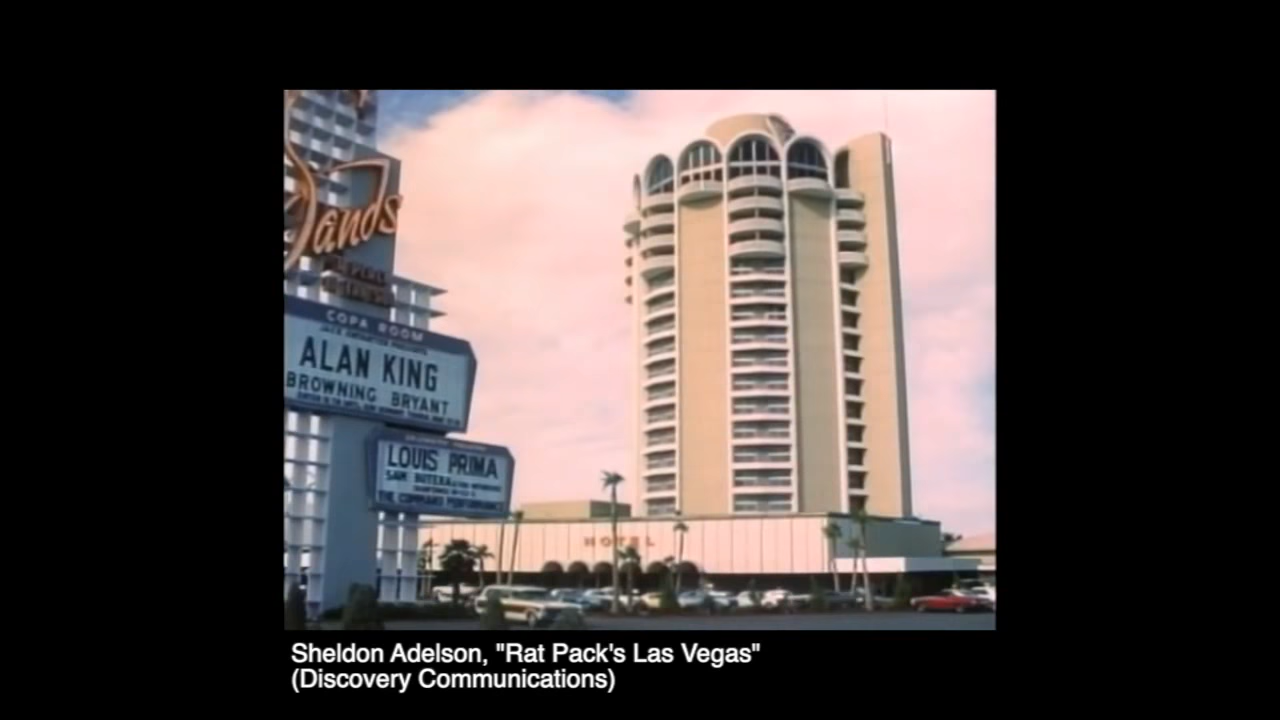 Sands
COPA ROOM
ALAN KING
BROWNING BRYANT
LOUIS PRIMA
SAM BUTERA
THE COMMAND PERFORMANCE
HOTEL
Sheldon Adelson, "Rat Pack's Las Vegas"
(Discovery Communications)